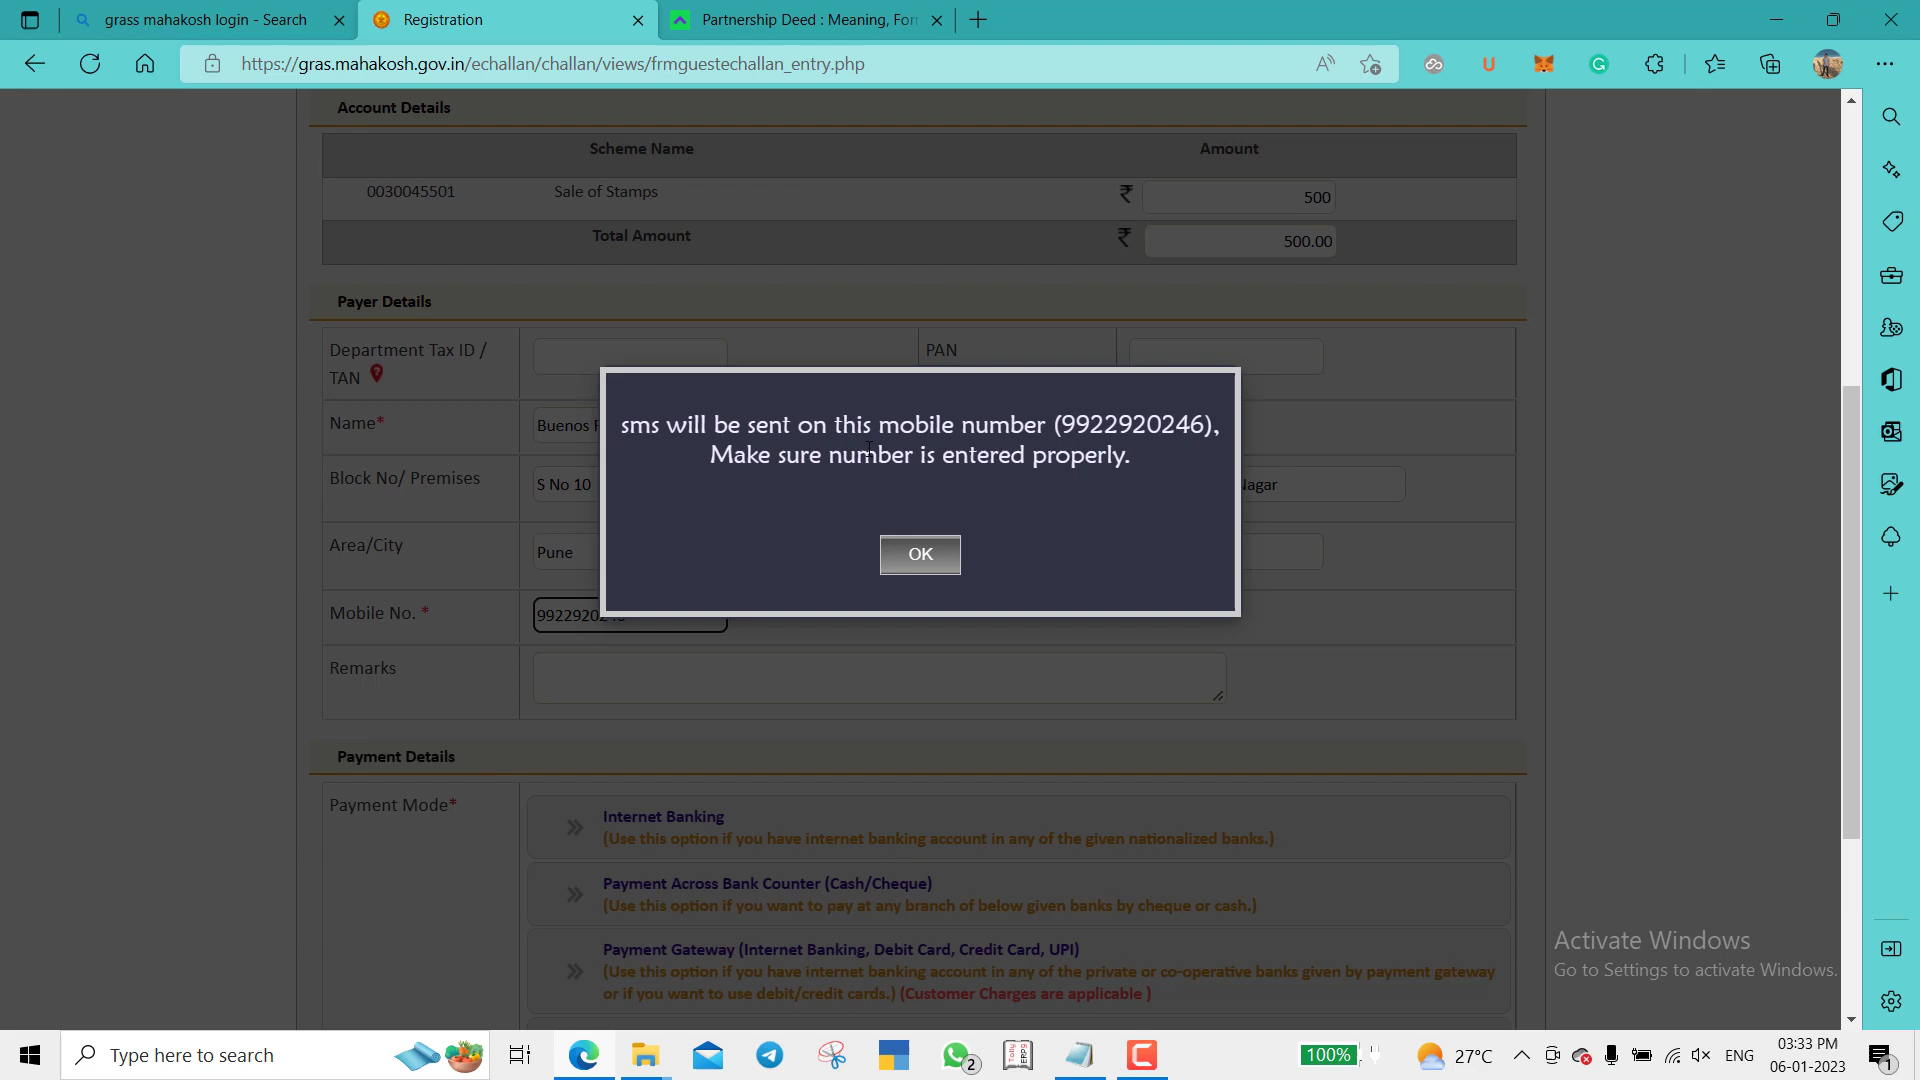 grass mahakosh login - Search
Registration
Partnership Deed : Meaning, For
https://gras.mahakosh.gov.in/echallan/challan/views/frmguestechallan_entry.php
Account Details
Scheme Name Amount
0030045501 Sale of Stamps ₹ 500
Total Amount ₹ 500.00
Payer Details
Department Tax ID /
TAN
PAN
Name* Buenos
Block No/ Premises S No 10 Nagar
Area/City Pune
Mobile No. * 9922920246
Remarks
sms will be sent on this mobile number (9922920246),
Make sure number is entered properly.
OK
Payment Details
Payment Mode*
Internet Banking
(Use this option if you have internet banking account in any of the given nationalized banks.)
Payment Across Bank Counter (Cash/Cheque)
(Use this option if you want to pay at any branch of below given banks by cheque or cash.)
Payment Gateway (Internet Banking, Debit Card, Credit Card, UPI)
(Use this option if you have internet banking account in any of the private or co-operative banks given by payment gateway
or if you want to use debit/credit cards.) (Customer Charges are applicable )
Activate Windows
Go to Settings to activate Windows.
Type here to search
2
100%
27°C
ENG
03:33 PM
06-01-2023
1